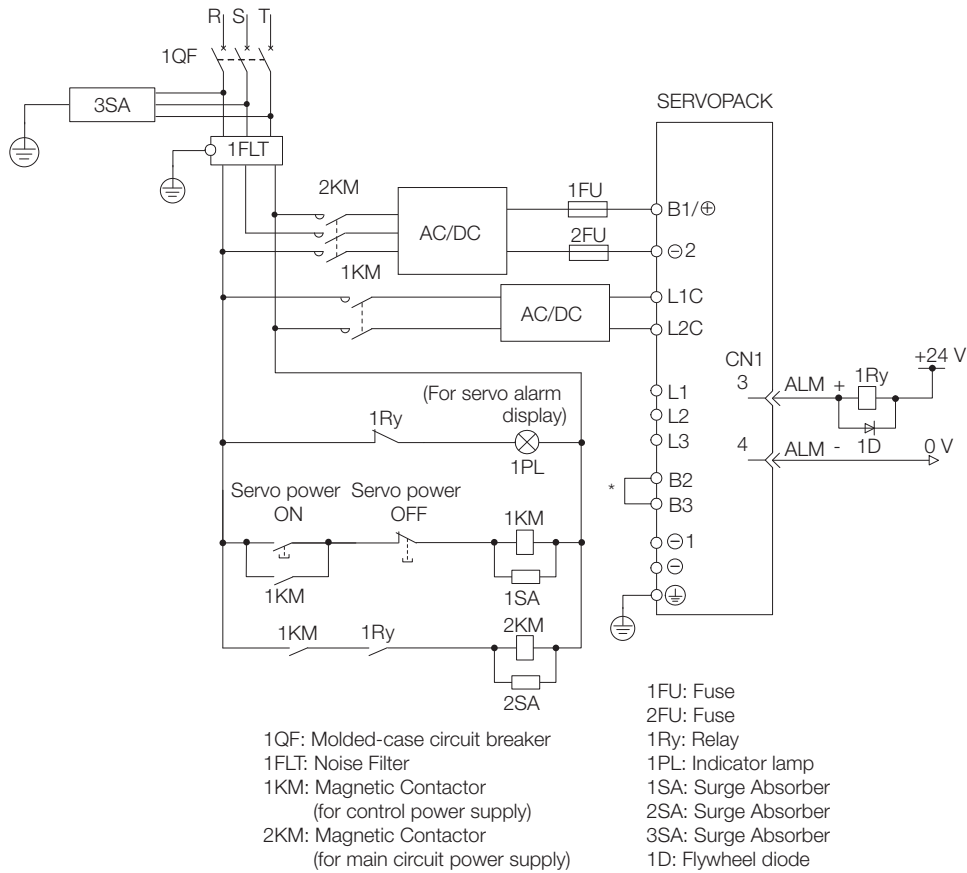 R S T
1QF
3SA
1FLT
SERVOPACK
2KM
AC/DC
1FU
2FU
B1/⊕
⊖2
1KM
AC/DC
L1C
L2C
CN1
3
ALM +
1Ry
+24 V
1D
4
ALM -
0 V
L1
L2
L3
*
B2
B3
⊖1
⊖
(For servo alarm
display)
1Ry
1PL
Servo power
ON
Servo power
OFF
1KM
1KM
1SA
1KM
1Ry
2KM
2SA
1QF: Molded-case circuit breaker
1FLT: Noise Filter
1KM: Magnetic Contactor
(for control power supply)
2KM: Magnetic Contactor
(for main circuit power supply)
1FU: Fuse
2FU: Fuse
1Ry: Relay
1PL: Indicator lamp
1SA: Surge Absorber
2SA: Surge Absorber
3SA: Surge Absorber
1D: Flywheel diode